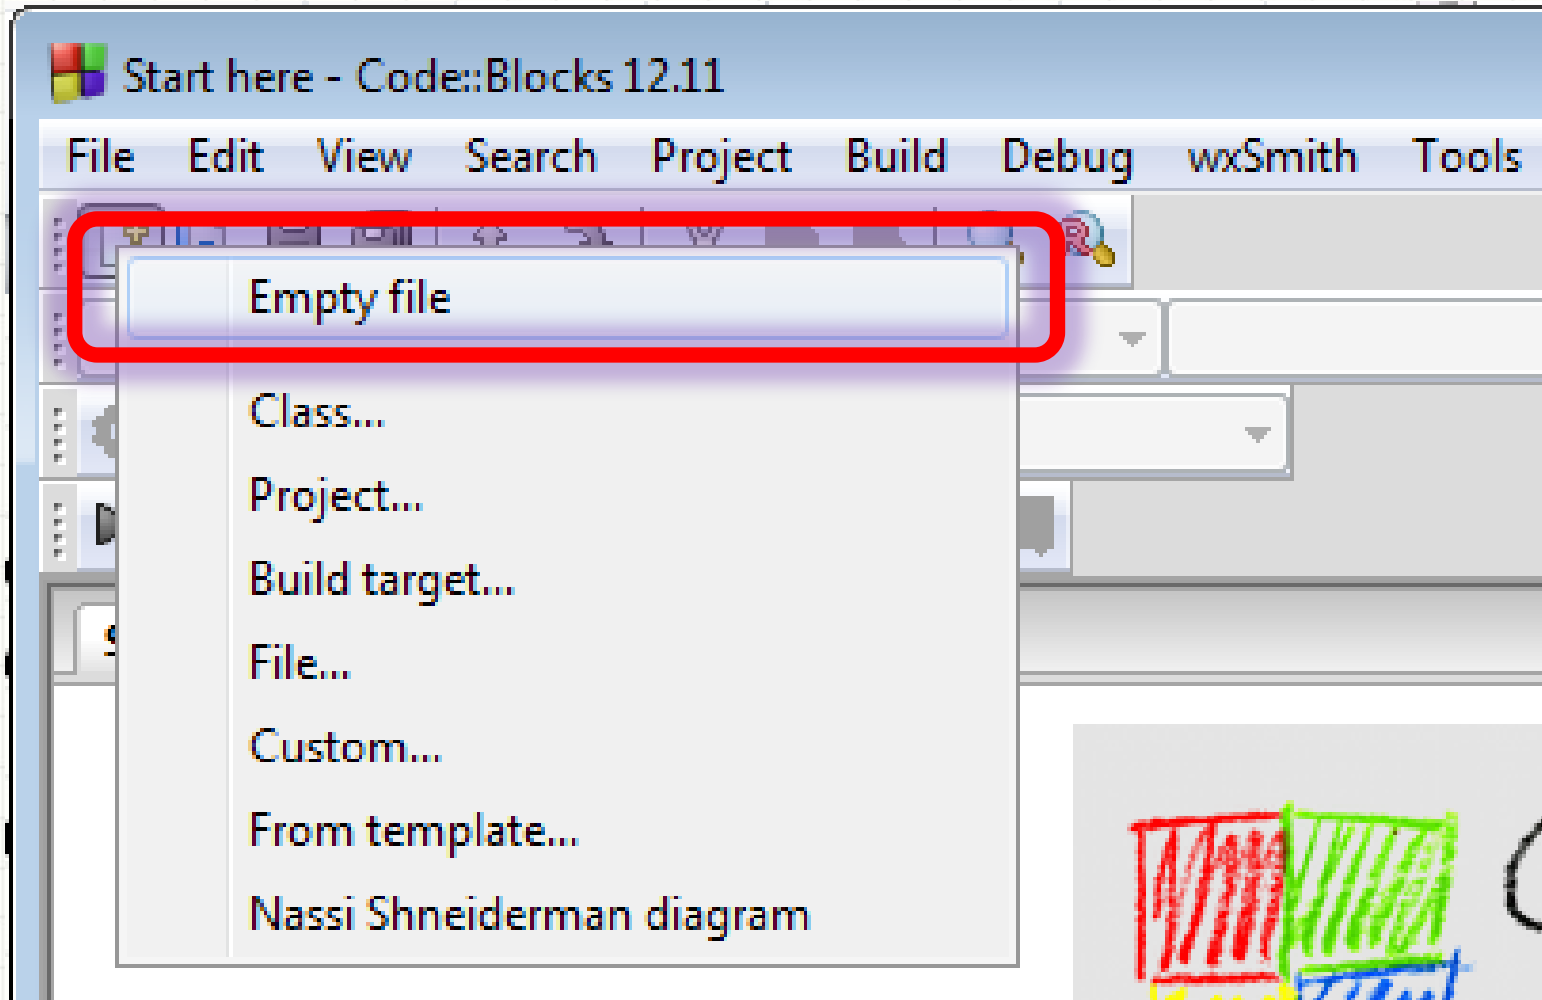 Start here - Code::Blocks 12.11
File Edit View Search Project Build Debug wxSmith Tools
Empty file
Class...
Project...
Build target...
File...
Custom...
From template...
Nassi Shneiderman diagram